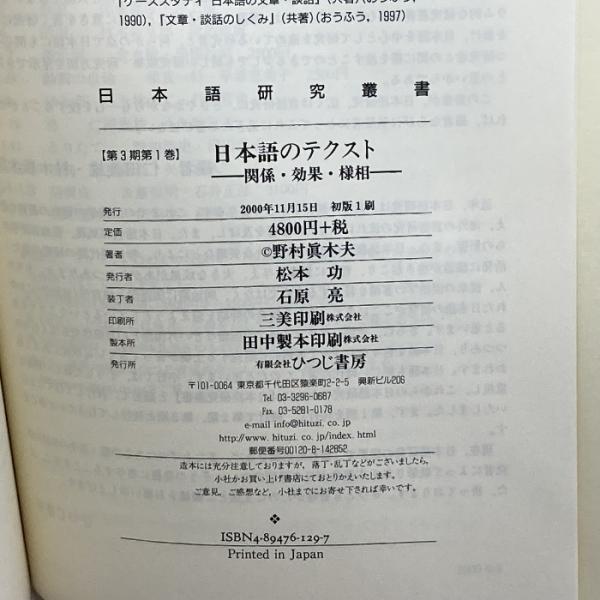 1990),『文章・談話のしくみ』(共著)(おうふう, 1997)
日本語研究叢書
【第3期第1巻】 日本語のテクスト
——関係・効果・様相——
発行 2000年11月15日 初版1刷
定価 4800円+税
著者 ©野村眞木夫
発行者 松本 功
装丁者 石原 亮
印刷所 三美印刷株式会社
製本所 田中製本印刷株式会社
発行所 有限会社ひつじ書房
〒101-0064 東京都千代田区猿楽町2-2-5 興新ビル206
Tel. 03-3296-0687
Fax. 03-5281-0178
e-mail info@hituzi. co. jp
http://www. hituzi. co. jp/index. html
郵便番号00120-8-142852
造本には充分注意しておりますが, 落丁・乱丁などがございましたら,
小社かお買い上げ書店にておとりかえいたします。
ご意見, ご感想など, 小社までにお寄せ下されば幸いです。
ISBN4-89476-129-7
Printed in Japan